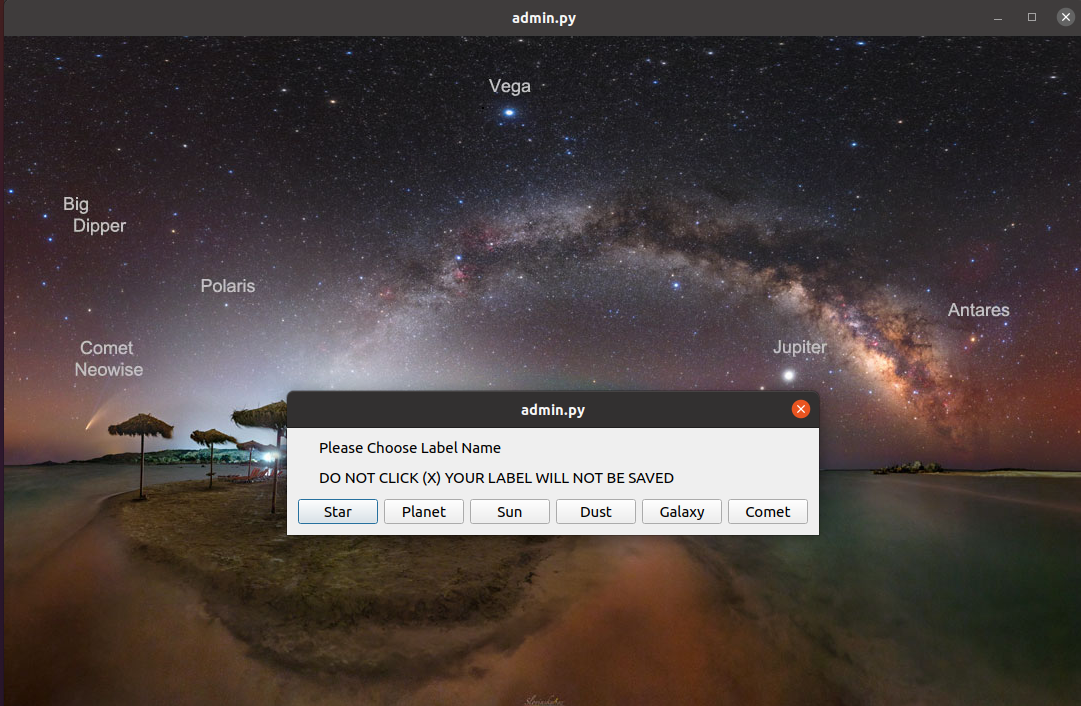 admin.py
Vega
Big
Dipper
Polaris
Antares
Comet
Neowise
Jupiter
admin.py
Please Choose Label Name
DO NOT CLICK (X) YOUR LABEL WILL NOT BE SAVED
Star Planet Sun Dust Galaxy Comet